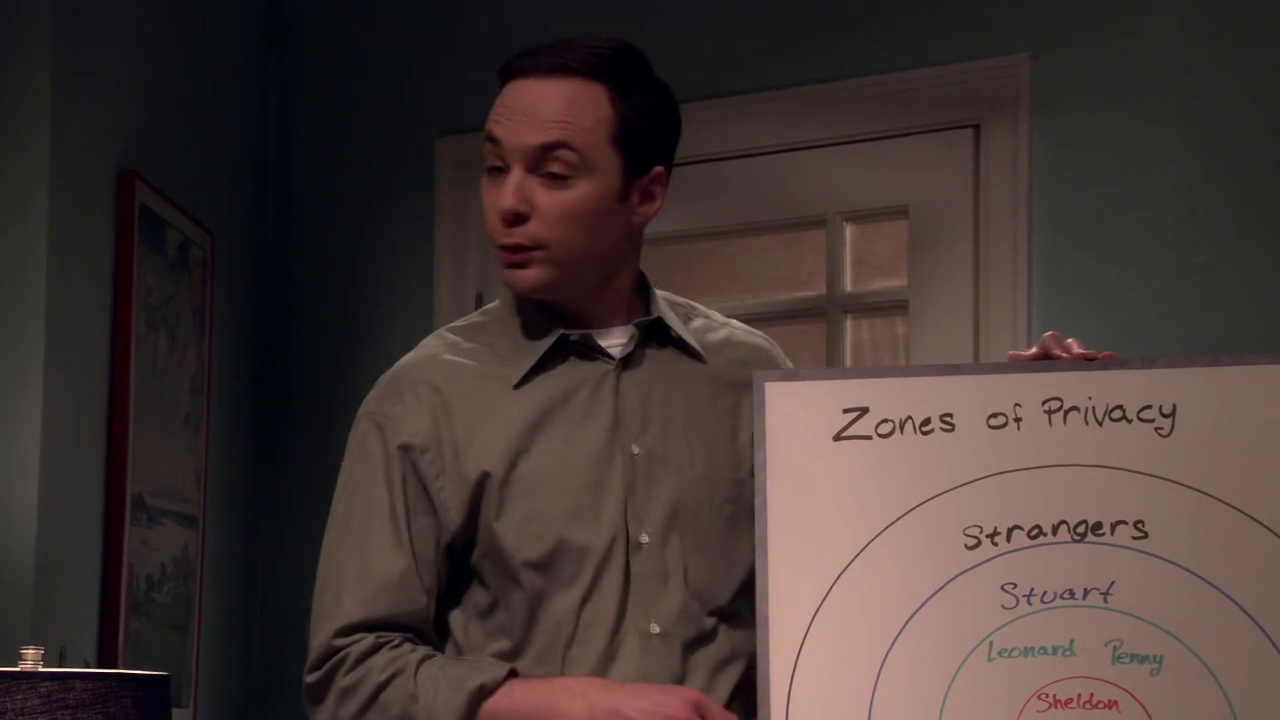 Zones of Privacy
Strangers
Stuart
Leonard Penny
Sheldon